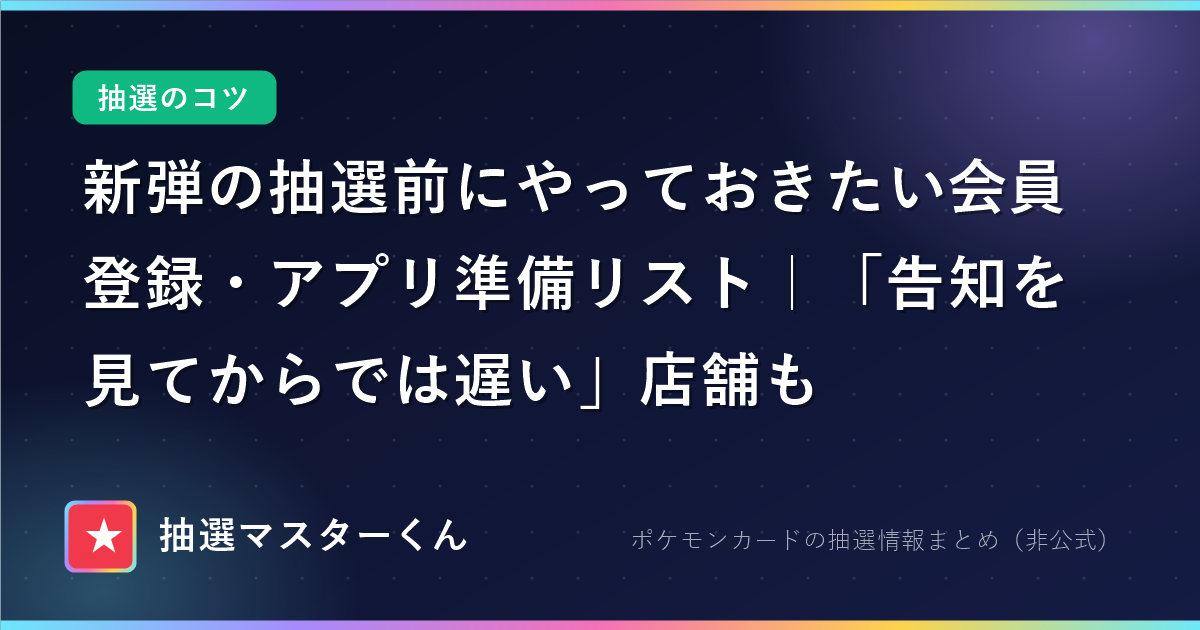 抽選のコツ
新弾の抽選前にやっておきたい会員
登録・アプリ準備リスト｜「告知を
見てからでは遅い」店舗も
抽選マスターくん
ポケモンカードの抽選情報まとめ（非公式）